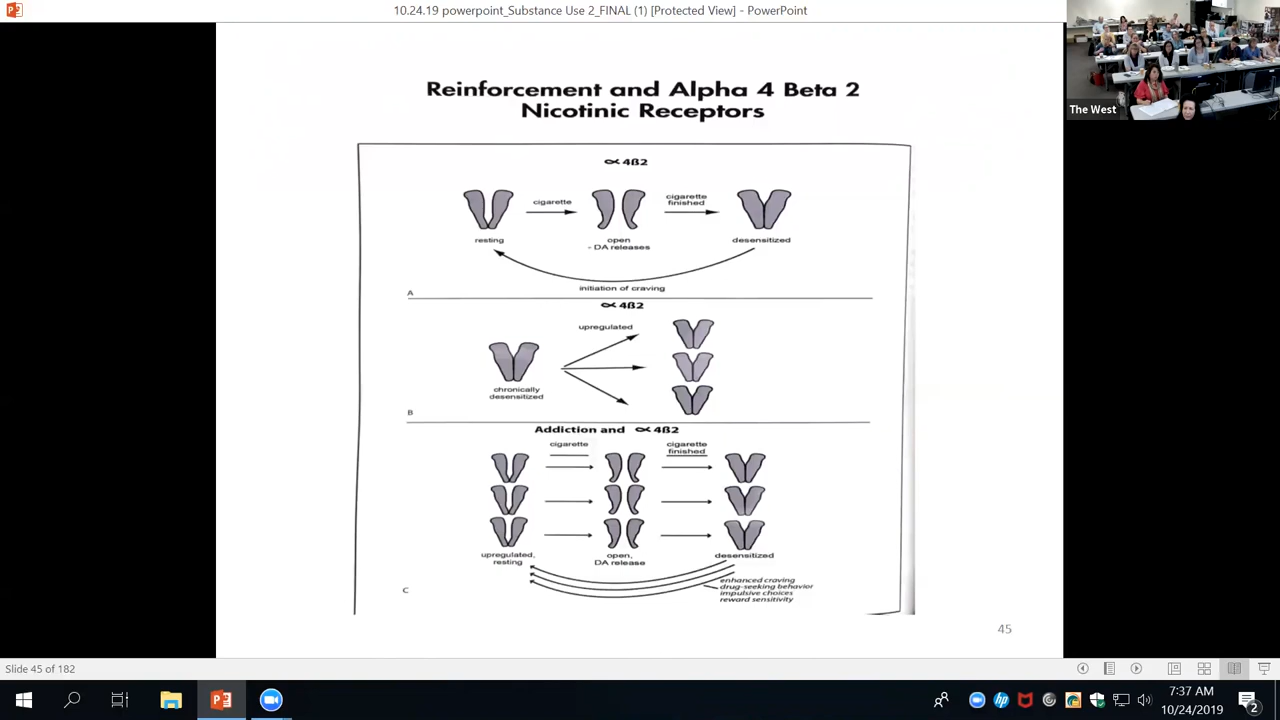 10.24.19 powerpoint_Substance Use 2_FINAL (1) [Protected View] - PowerPoint
The West
Reinforcement and Alpha 4 Beta 2
Nicotinic Receptors
∝4ß2
cigarette
cigarette
finished
resting
open
- DA releases
desensitized
initiation of craving
A
∝4ß2
upregulated
chronically
desensitized
B
Addiction and ∝4ß2
cigarette
cigarette
finished
upregulated,
resting
open,
DA release
desensitized
enhanced craving
drug-seeking behavior
impulsive choices
reward sensitivity
C
45
Slide 45 of 182
7:37 AM
10/24/2019
2